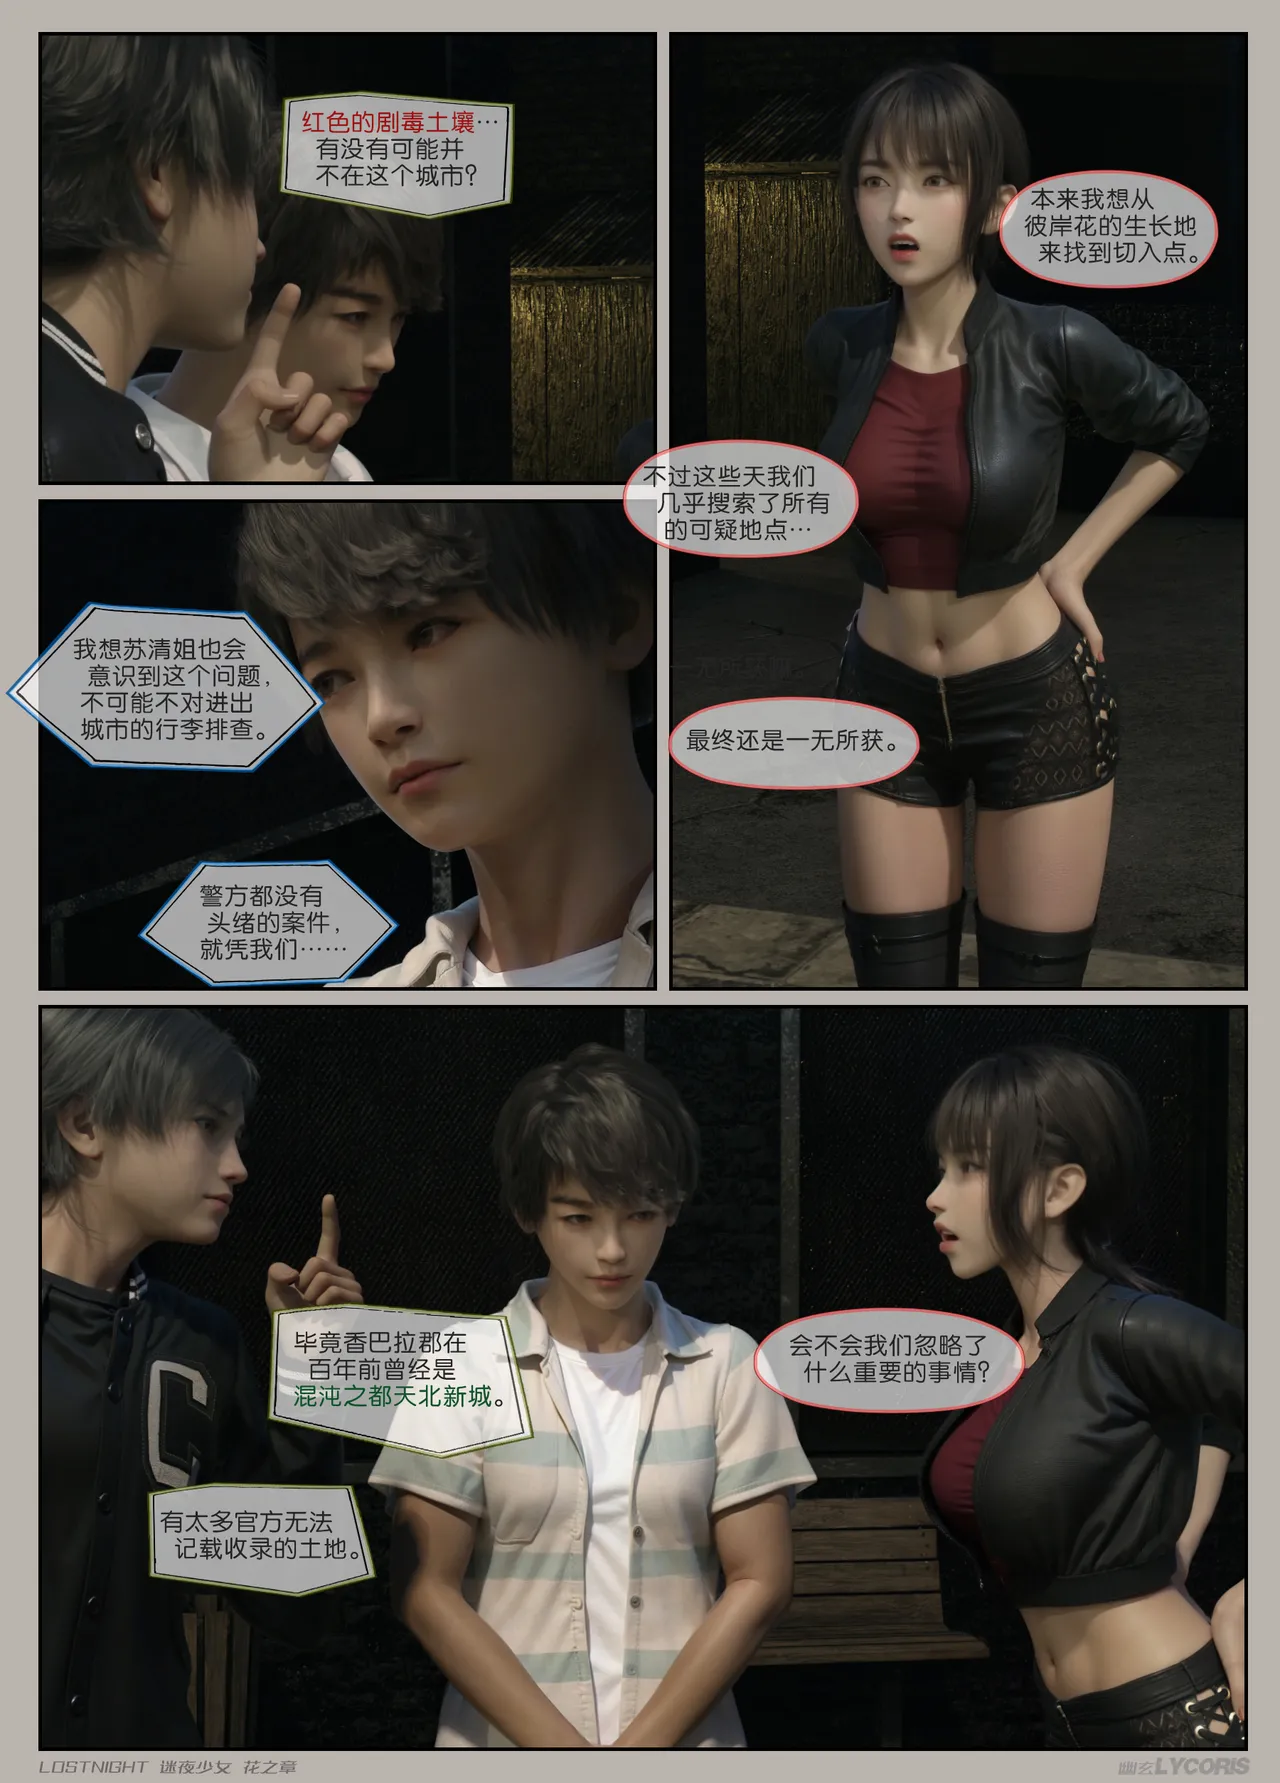 红色的剧毒土壤…
有没有可能并
不在这个城市?
本来我想从
彼岸花的生长地
来找到切入点。
不过这些天我们
几乎搜索了所有
的可疑地点…
最终还是一无所获。
我想苏清姐也会
意识到这个问题,
不可能不对进出
城市的行李排查。
警方都没有
头绪的案件,
就凭我们……
毕竟香巴拉郡在
百年前曾经是
混沌之都天北新城。
有太多官方无法
记载收录的土地。
会不会我们忽略了
什么重要的事情?
C
LOSTNIGHT 迷夜少女 花之章
幽玄LYCORIS